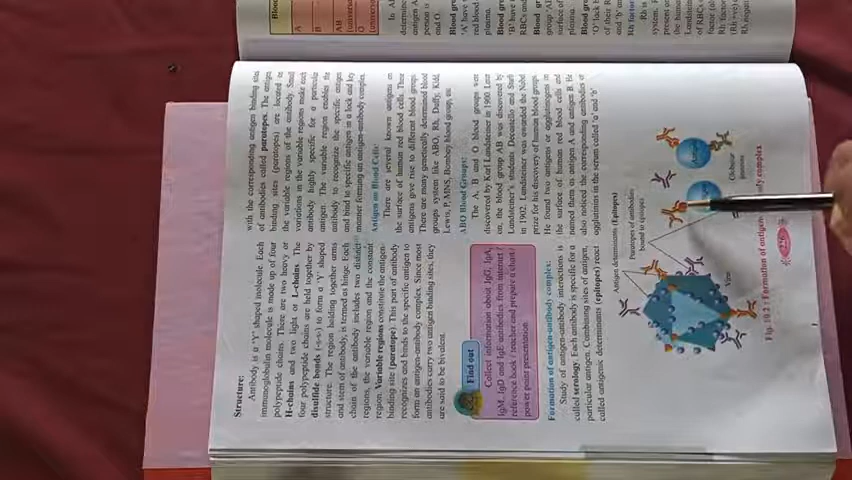 Structure:
Antibody is a 'Y' shaped molecule. Each
immunoglobulin molecule is made up of four
polypeptide chains. There are two heavy or
H-chains and two light or L-chains. The
four polypeptide chains are held together by
disulfide bonds (-s-s-) to form a 'Y' shaped
structure. The region holding together arms
and stem of antibody, is termed as hinge. Each
chain of the antibody includes two distinct
regions, the variable region and the constant
region. Variable regions constitute the antigen-
binding site (paratope). This part of antibody
recognizes and binds to the specific antigen to
form an antigen-antibody complex. Since most
antibodies carry two antigen binding sites, they
are said to be bivalent.
Find out
Collect information about IgG, IgA,
IgM, IgD and IgE antibodies from internet /
reference book / teacher and prepare a chart /
power point presentation
Formation of antigen-antibody complex:
Study of antigen-antibody interactions is
called serology. Each antibody is specific for a
particular antigen. Combining sites of antigen,
called antigenic determinants (epitopes) react
with the corresponding antigen binding sites
of antibodies called paratopes. The antigen
binding sites (paratopes) are located in
the variable regions of the antibody. Small
variations in the variable regions make each
antibody highly specific for a particular
antigen. The variable region enables the
antibody to recognize the specific antigen
and bind to specific antigen in a lock and key
manner forming an antigen-antibody complex.
Antigen on Blood Cells:
There are several known antigens on
the surface of human red blood cells. These
antigens give rise to different blood groups.
There are many genetically determined blood
groups, system like ABO, Rh, Duffy, Kidd,
Lewis, P, MNS, Bombay blood group, etc.
ABO Blood Groups:
The A, B and O blood groups were
discovered by Karl Landsteiner in 1900. Later
on, the blood group AB was discovered by
Landsteiner's student Decastello and Sturli
in 1902. Landsteiner was awarded the Nobel
prize for his discovery of human blood groups.
He found two antigens or agglutinogens in
the surface of human red blood cells and
named them as antigen A and antigen B. He
also noticed the corresponding antibodies or
agglutinins in the serum called 'a' and 'b'
Antigen determinants (Epitopes)
Paratopes of antibodies
bound to epitopes
Virus
Globular
proteins
Fig. 10.2 : Formation of antigen
complex
226
Blood
A
B
AB
O